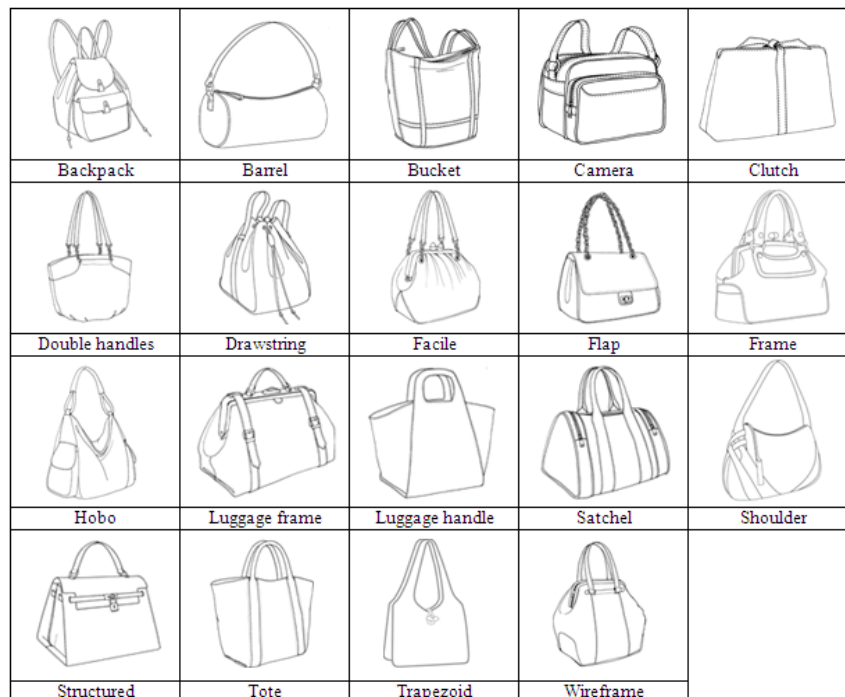 Backpack
Barrel
Bucket
Camera
Clutch
Double handles
Drawstring
Facile
Flap
Frame
Hobo
Luggage frame
Luggage handle
Satchel
Shoulder
Structured
Tote
Trapezoid
Wireframe